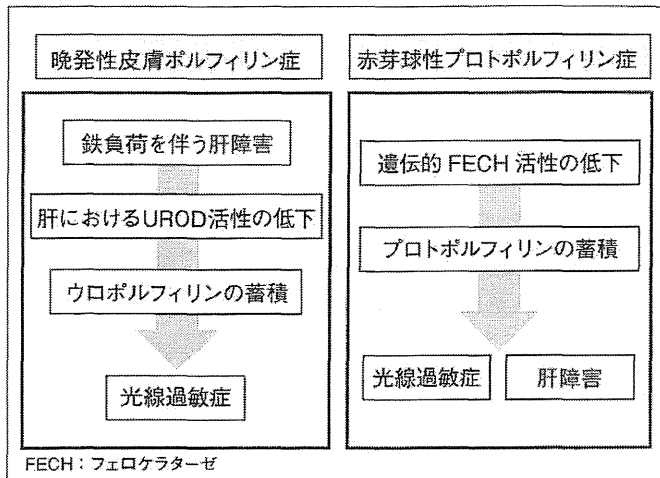 晩発性皮膚ポルフィリン症
鉄負荷を伴う肝障害
肝におけるUROD活性の低下
ウロポルフィリンの蓄積
光線過敏症
赤芽球性プロトポルフィリン症
遺伝的 FECH 活性の低下
プロトポルフィリンの蓄積
光線過敏症
肝障害
FECH：フェロケラターゼ